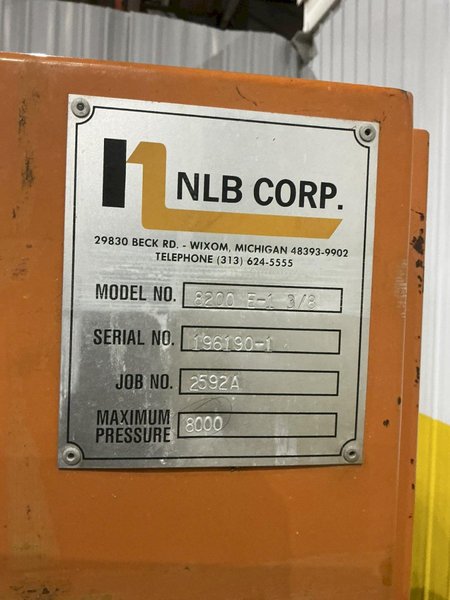 NLB CORP.
29830 BECK RD. - WIXOM, MICHIGAN 48393-9902
TELEPHONE (313) 624-5555
MODEL NO. 8200 E-1 3/8
SERIAL NO. 196190-1
JOB NO. 2592A
MAXIMUM
PRESSURE 8000